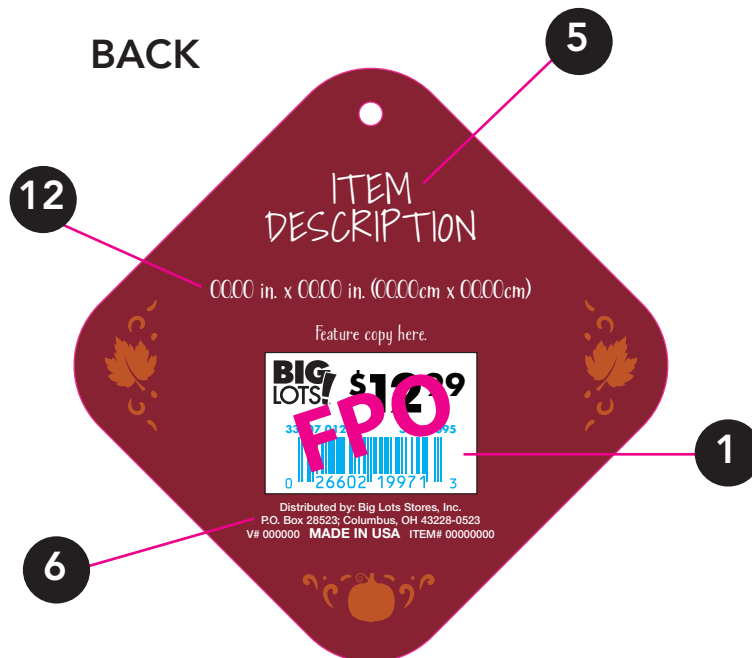 BACK
5
12
ITEM
DESCRIPTION
00.00 in. x 00.00 in. (00.00cm x 00.00cm)
Feature copy here.
BIG LOTS! $12 99
FPO
0 26602 19971 3
1
Distributed by: Big Lots Stores, Inc.
P.O. Box 28523; Columbus, OH 43228-0523
V# 000000 MADE IN USA ITEM# 00000000
6